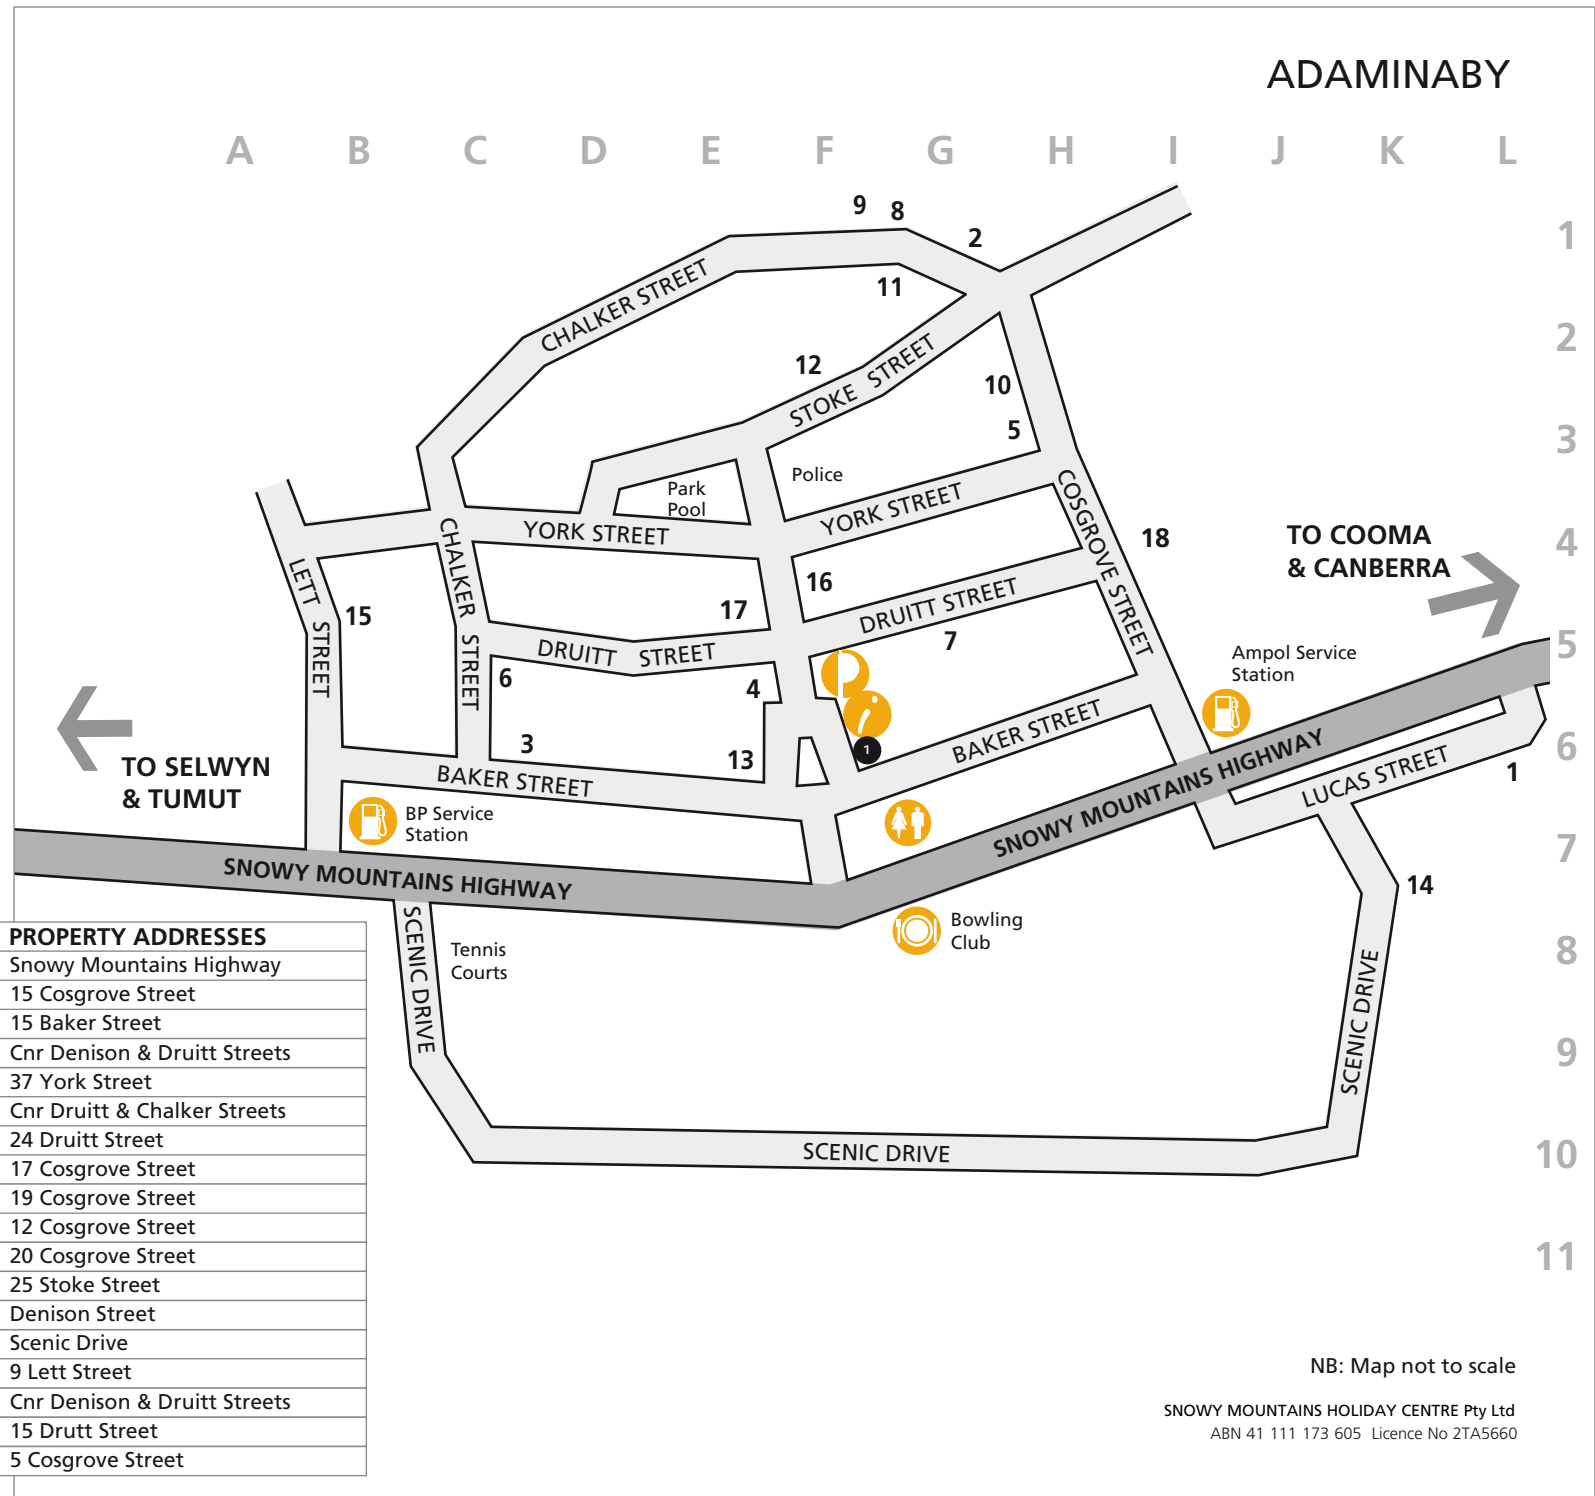 ADAMINABY
A B C D E F G H I J K L
1
2
3
4
5
6
7
8
9
10
11
9
8
2
11
CHALKER STREET
12
STOKE STREET
10
5
Police
Park
Pool
YORK STREET
YORK STREET
COSGROVE STREET
18
TO COOMA
& CANBERRA
CHALKER STREET
LETT STREET
15
16
17
DRUITT STREET
DRUITT STREET
7
6
4
Ampol Service
Station
3
13
1
BAKER STREET
BAKER STREET
TO SELWYN
& TUMUT
BP Service
Station
SNOWY MOUNTAINS HIGHWAY
SNOWY MOUNTAINS HIGHWAY
LUCAS STREET
1
14
Bowling
Club
Tennis
Courts
SCENIC DRIVE
SCENIC DRIVE
SCENIC DRIVE
PROPERTY ADDRESSES
Snowy Mountains Highway
15 Cosgrove Street
15 Baker Street
Cnr Denison & Druitt Streets
37 York Street
Cnr Druitt & Chalker Streets
24 Druitt Street
17 Cosgrove Street
19 Cosgrove Street
12 Cosgrove Street
20 Cosgrove Street
25 Stoke Street
Denison Street
Scenic Drive
9 Lett Street
Cnr Denison & Druitt Streets
15 Drutt Street
5 Cosgrove Street
NB: Map not to scale
SNOWY MOUNTAINS HOLIDAY CENTRE Pty Ltd
ABN 41 111 173 605 Licence No 2TA5660